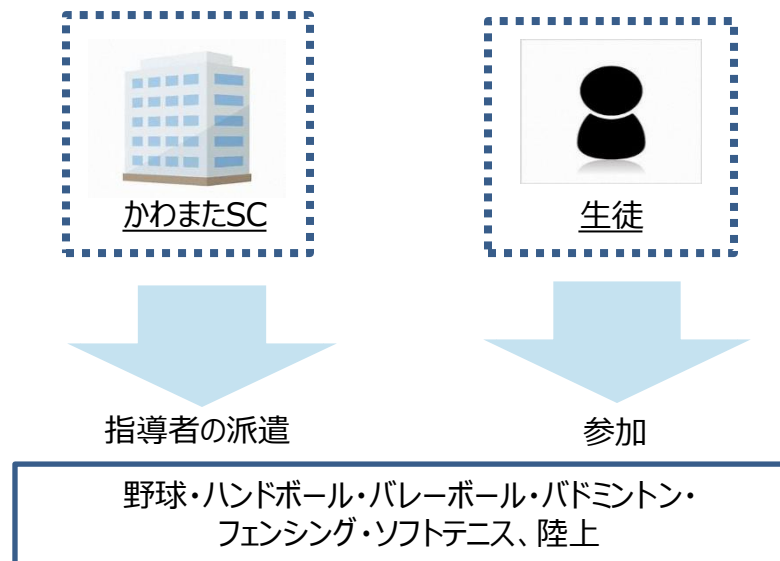 かわまたSC
生徒
指導者の派遣
参加
野球・ハンドボール・バレーボール・バドミントン・
フェンシング・ソフトテニス、陸上